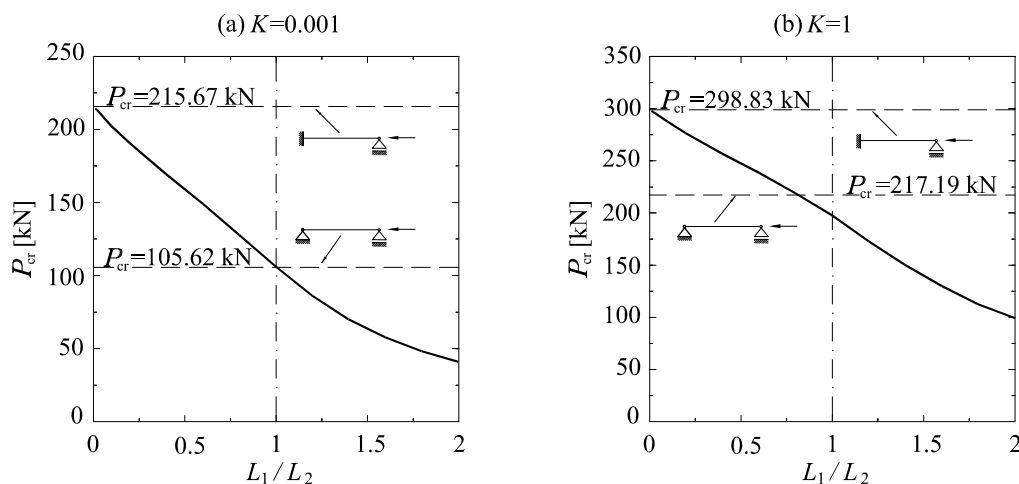 (a) K=0.001
250
200
150
100
50
0
P_cr [kN]
P_cr=215.67 kN
P_cr=105.62 kN
0 0.5 1 1.5 2
L_1/L_2
(b) K=1
400
350
300
250
200
150
100
50
0
P_cr [kN]
P_cr=298.83 kN
P_cr=217.19 kN
0 0.5 1 1.5 2
L_1/L_2